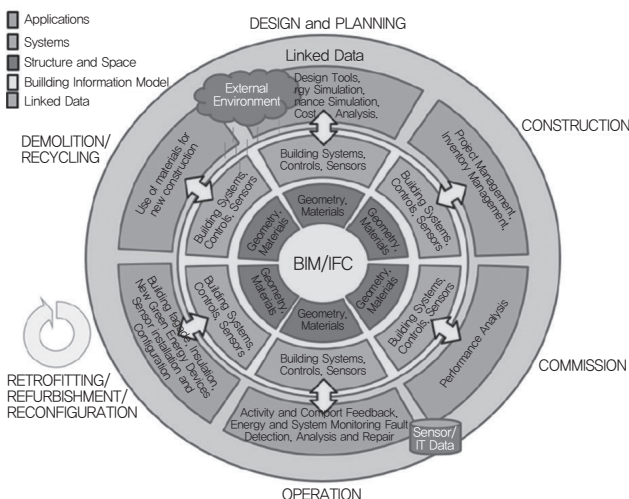 Applications
Systems
Structure and Space
Buillding Information Model
Linked Data
DESIGN and PLANNING
Linked Data
External
Environment
Design Tools,
rgy Simulation,
nance Simulation,
Cost Analysis,
DEMOLITION/
RECYCLING
Use of materials for
new construction
CONSTRUCTION
Project Management,
Inventory Management,
Building Systems,
Controls, Sensors
Building Systems,
Controls, Sensors
Building Systems,
Controls, Sensors
Geometry,
Materials
Geometry,
Materials
Geometry,
Materials
BIM/IFC
Geometry,
Materials
Geometry,
Materials
Geometry,
Materials
Building Systems,
Controls, Sensors
Building Systems,
Controls, Sensors
Building Systems,
Controls, Sensors
Building Insulation,
New Green Energy Devices
Sensor Installation and
Configuration
RETROFITTING/
REFURBISHMENT/
RECONFIGURATION
Performance Analysis
COMMISSION
Activity and Comport Feedback,
Energy and System Monitoring Fault
Detection, Analysis and Repair
Sensor/
IT Data
OPERATION